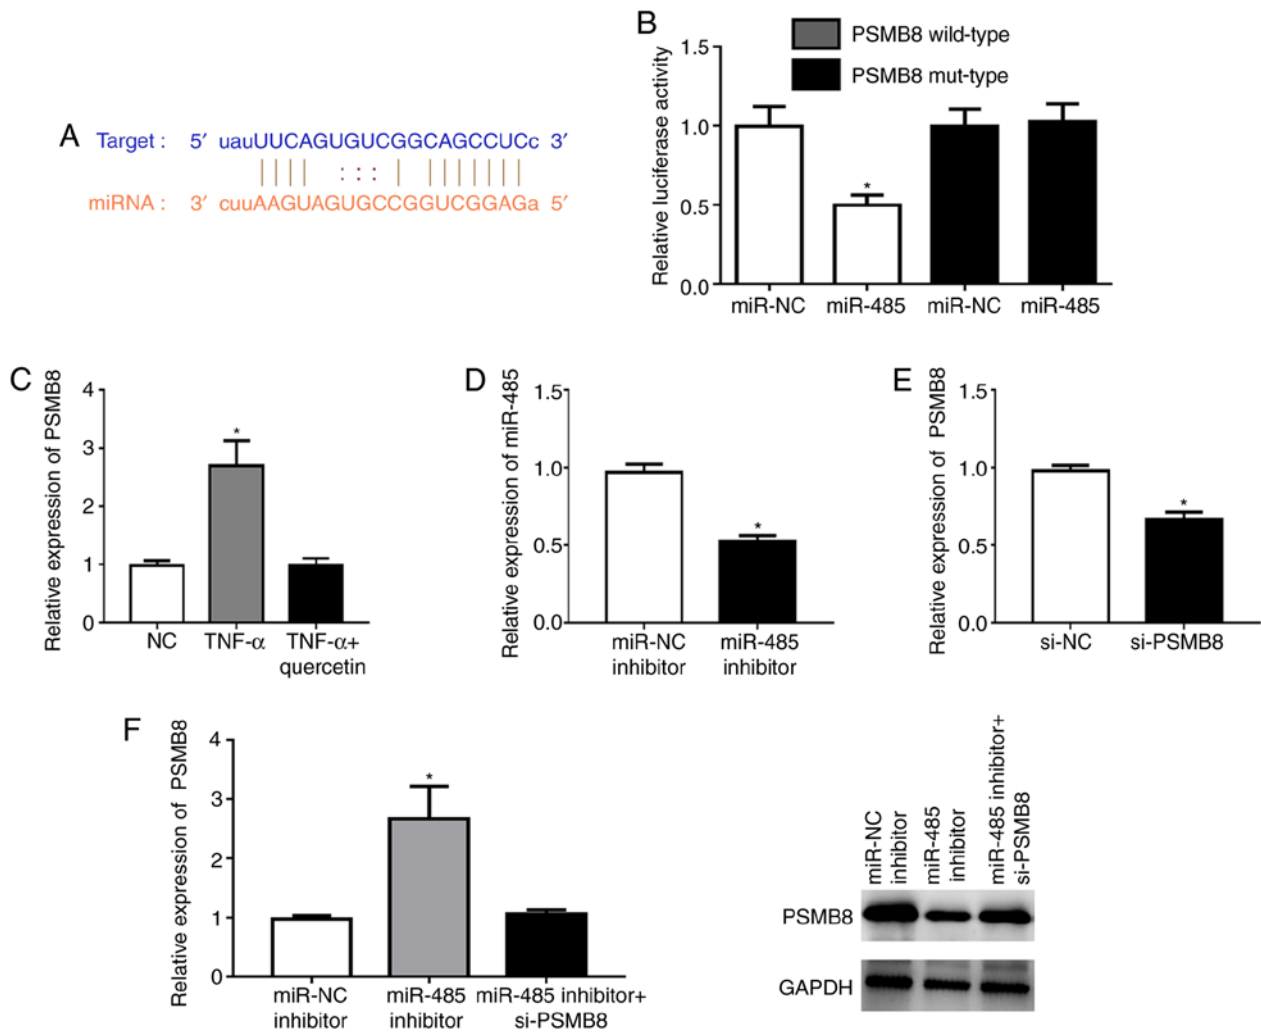 A
Target : 5′ uauUUCAGUGUCGGCAGCCUCc 3′
miRNA : 3′ cuuAAGUAGUGCCGGUCGGAGa 5′
B
PSMB8 wild-type
PSMB8 mut-type
Relative luciferase activity
1.5
1.0
0.5
0.0
*
miR-NC
miR-485
miR-NC
miR-485
C
Relative expression of PSMB8
4
3
2
1
0
*
NC
TNF-α
TNF-α+
quercetin
D
Relative expression of miR-485
1.5
1.0
0.5
0.0
*
miR-NC
inhibitor
miR-485
inhibitor
E
Relative expression of PSMB8
1.5
1.0
0.5
0.0
*
si-NC
si-PSMB8
F
Relative expression of PSMB8
4
3
2
1
0
*
miR-NC
inhibitor
miR-485
inhibitor
miR-485 inhibitor+
si-PSMB8
miR-NC
inhibitor
miR-485
inhibitor
miR-485 inhibitor+
si-PSMB8
PSMB8
GAPDH